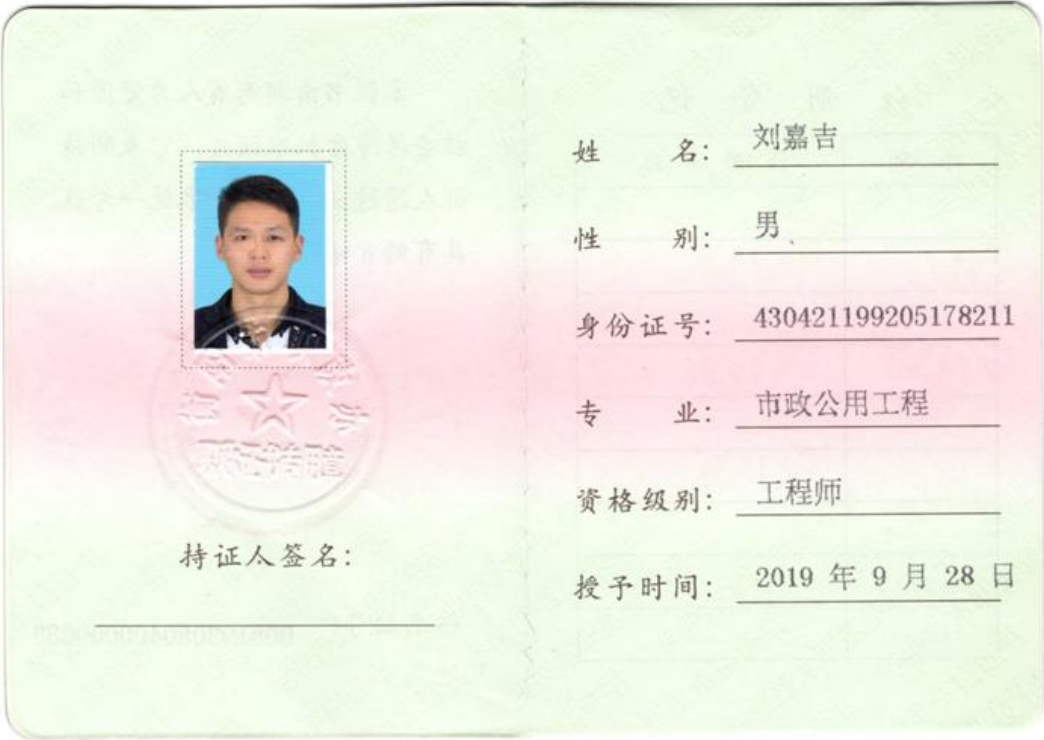 持证人签名：
姓 名： 刘嘉吉
性 别： 男
身份证号： 430421199205178211
专 业： 市政公用工程
资格级别： 工程师
授予时间： 2019 年 9 月 28 日